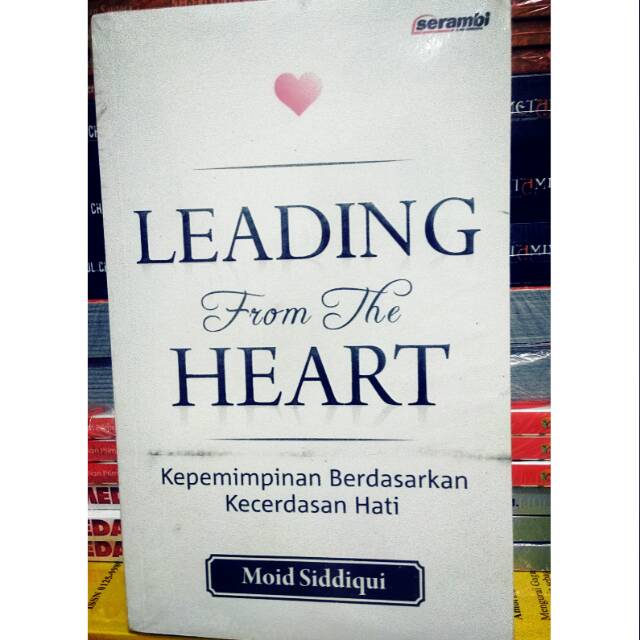 serambi
LEADING
From The
HEART
Kepemimpinan Berdasarkan
Kecerdasan Hati
Moid Siddiqui